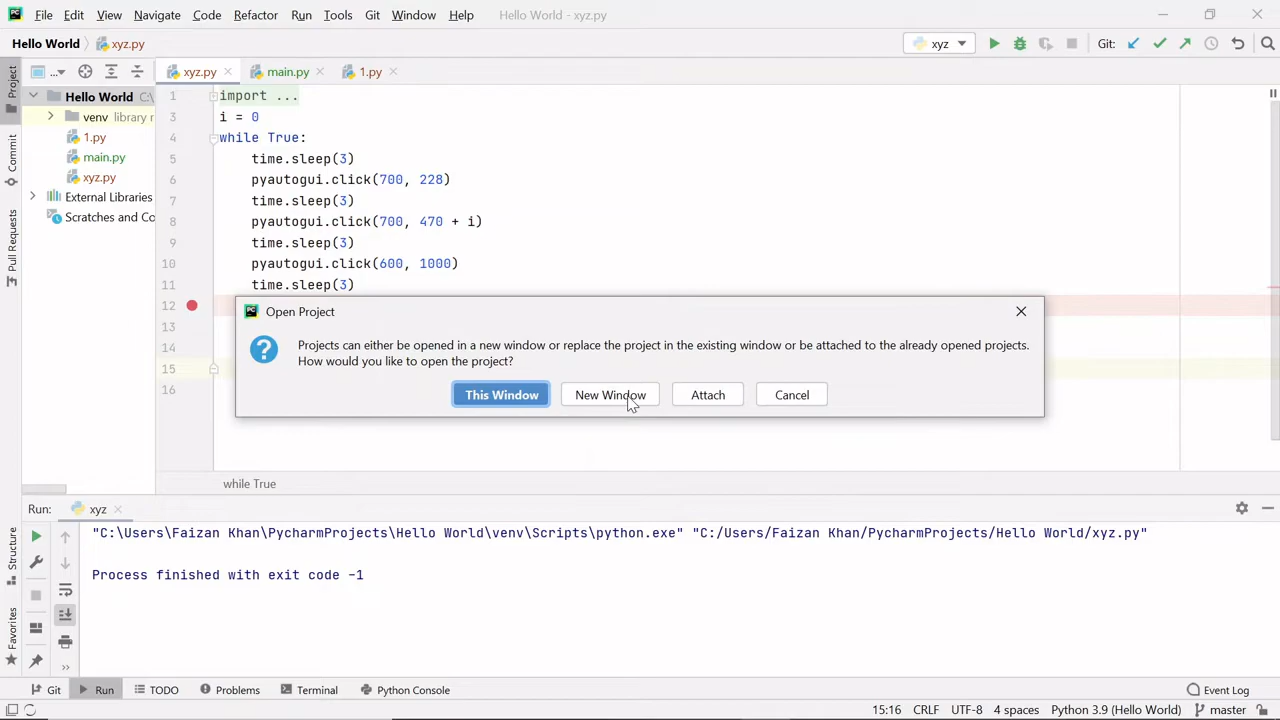 PC File Edit View Navigate Code Refactor Run Tools Git Window Help Hello World - xyz.py
Hello World xyz.py xyz Git:
Project
... xyz.py main.py 1.py
Hello World C:\
venv library r
1.py
main.py
xyz.py
External Libraries
Scratches and Co
Commit
Pull Requests
1 import ...
3 i = 0
4 while True:
5 time.sleep(3)
6 pyautogui.click(700, 228)
7 time.sleep(3)
8 pyautogui.click(700, 470 + i)
9 time.sleep(3)
10 pyautogui.click(600, 1000)
11 time.sleep(3)
12
13
14
15
16
PC Open Project
? Projects can either be opened in a new window or replace the project in the existing window or be attached to the already opened projects.
How would you like to open the project?
This Window New Window Attach Cancel
while True
Run: xyz
"C:\Users\Faizan Khan\PycharmProjects\Hello World\venv\Scripts\python.exe" "C:/Users/Faizan Khan/PycharmProjects/Hello World/xyz.py"
Process finished with exit code -1
Structure
Favorites
>>
Git Run TODO Problems Terminal Python Console Event Log
15:16 CRLF UTF-8 4 spaces Python 3.9 (Hello World) master